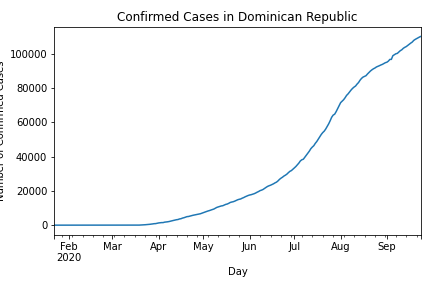 Confirmed Cases in Dominican Republic
100000
80000
60000
40000
20000
0
Number of Confirmed Cases
Feb Mar Apr May Jun Jul Aug Sep
2020
Day